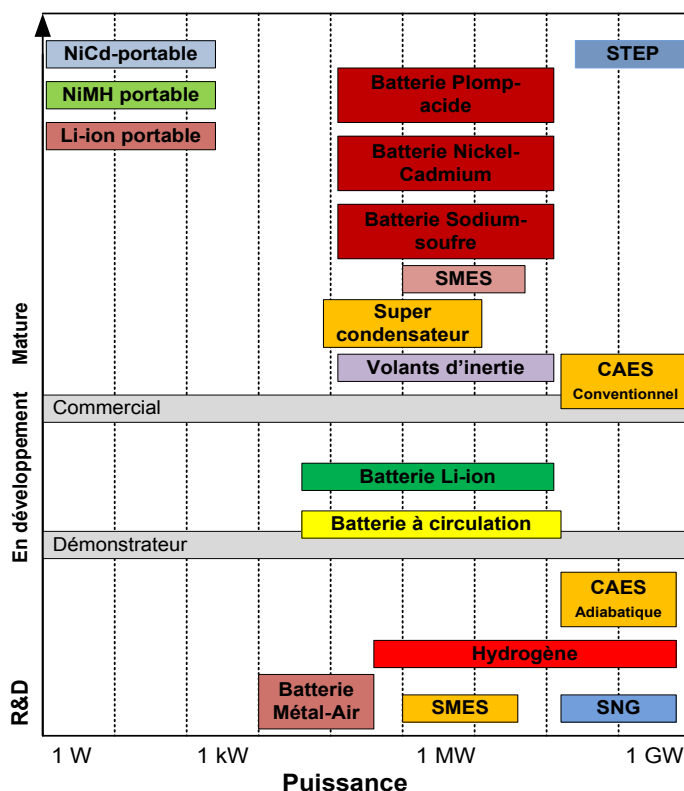 NiCd-portable
STEP
NiMH portable
Batterie Plomp-
acide
Li-ion portable
Batterie Nickel-
Cadmium
Batterie Sodium-
soufre
SMES
Super
condensateur
Volants d'inertie
CAES
Conventionnel
Mature
Commercial
En développement
Batterie Li-ion
Batterie à circulation
Démonstrateur
CAES
Adiabatique
Hydrogène
R&D
Batterie
Métal-Air
SMES
SNG
1 W 1 kW 1 MW 1 GW
Puissance